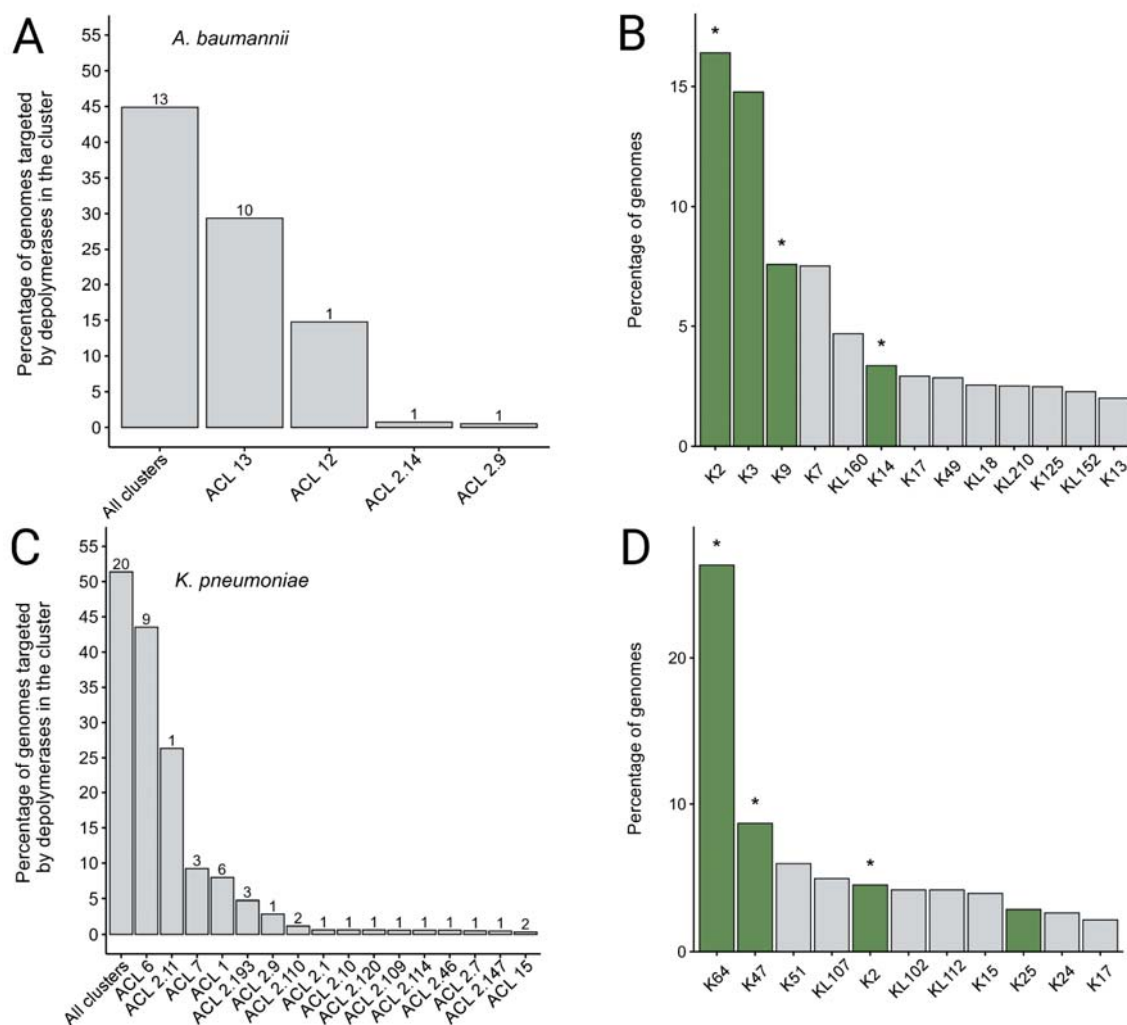 A
A. baumannii
Percentage of genomes targeted
by depolymerases in the cluster
55
50
45
40
35
30
25
20
15
10
5
0
13
10
1
1
1
All clusters
ACL 13
ACL 12
ACL 2.14
ACL 2.9
B
Percentage of genomes
15
10
5
0
*
*
*
K2
K3
K9
K7
KL160
K14
K17
K49
KL18
KL210
K125
KL152
K13
C
K. pneumoniae
Percentage of genomes targeted
by depolymerases in the cluster
55
50
45
40
35
30
25
20
15
10
5
0
20
9
1
3
6
3
1
2
1
1
1
1
1
1
1
1
2
All clusters
ACL 6
ACL 2.11
ACL 7
ACL 1
ACL 2.193
ACL 2.9
ACL 2.110
ACL 2.1
ACL 2.10
ACL 2.120
ACL 2.109
ACL 2.114
ACL 2.46
ACL 2.7
ACL 2.147
ACL 15
D
Percentage of genomes
20
10
0
*
*
*
K64
K47
K51
KL107
K2
KL102
KL112
K15
K25
K24
K17